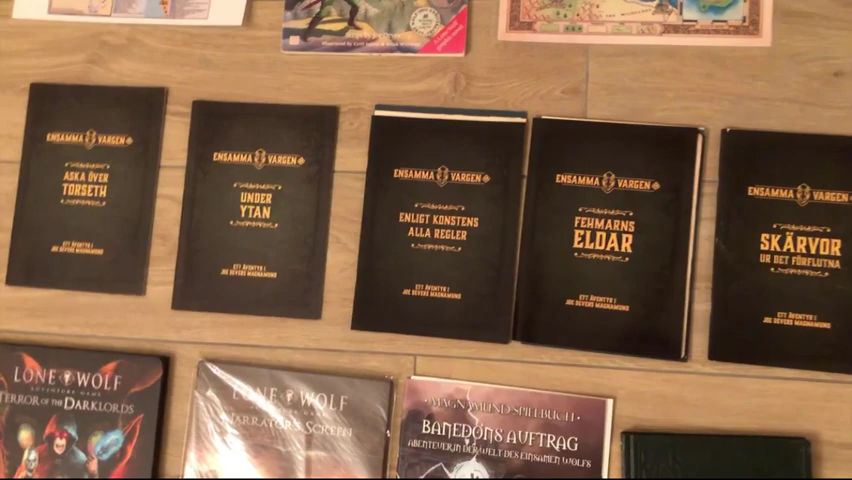 ENSAMMA VARGEN
ASKA ÖVER
TORSETH
ETT ÄVENTYR I
JOE DEVERS MAGNAMUND
ENSAMMA VARGEN
UNDER
YTAN
ETT ÄVENTYR I
JOE DEVERS MAGNAMUND
ENSAMMA VARGEN
ENLIGT KONSTENS
ALLA REGLER
ETT ÄVENTYR I
JOE DEVERS MAGNAMUND
ENSAMMA VARGEN
FEHMARNS
ELDAR
ETT ÄVENTYR I
JOE DEVERS MAGNAMUND
ENSAMMA VARGEN
SKÄRVOR
UR DET FÖRFLUTNA
ETT ÄVENTYR I
JOE DEVERS MAGNAMUND
LONE WOLF
ADVENTURE GAME
TERROR OF THE DARKLORDS
LONE WOLF
ADVENTURE GAME
NARRATOR'S SCREEN
MAGNAMUND-SPIELBUCH
BANEDONS AUFTRAG
ABENTEUER IN DER WELT DES EINSAMEN WOLFS